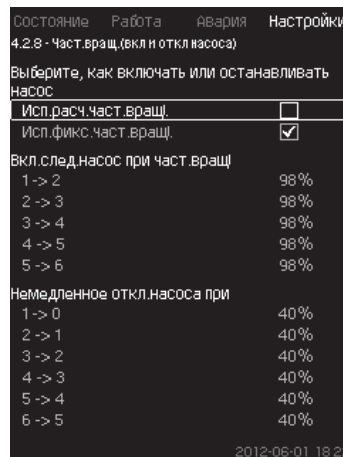 Состояние Работа Авария Настройки
4.2.8 - Част.вращ.(вкл и откл насоса)
Выберите, как включать или останавливать
насос
Исп.расч.част.вращ.
Исп.фикс.част.вращ.
Вкл.след.насос при част.вращ
1 -> 2 98%
2 -> 3 98%
3 -> 4 98%
4 -> 5 98%
5 -> 6 98%
Немедленное откл.насоса при
1 -> 0 40%
2 -> 1 40%
3 -> 2 40%
4 -> 3 40%
5 -> 4 40%
6 -> 5 40%
2012-06-01 18:2